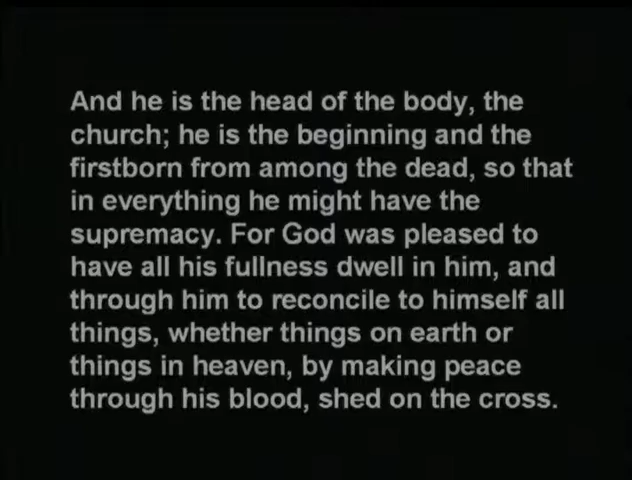 And he is the head of the body, the
church; he is the beginning and the
firstborn from among the dead, so that
in everything he might have the
supremacy. For God was pleased to
have all his fullness dwell in him, and
through him to reconcile to himself all
things, whether things on earth or
things in heaven, by making peace
through his blood, shed on the cross.